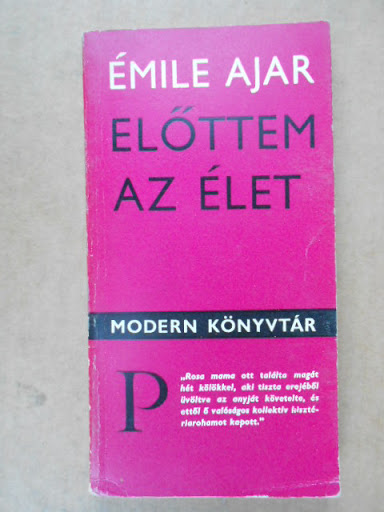 ÉMILE AJAR
ELŐTTEM
AZ ÉLET
MODERN KÖNYVTÁR
P
„Rosa mama ott találta magát
hét kölökkel, aki tiszta erejéből
üvöltve az anyját követelte, és
ettől ő valóságos kollektív hiszté-
riarohamot kapott."